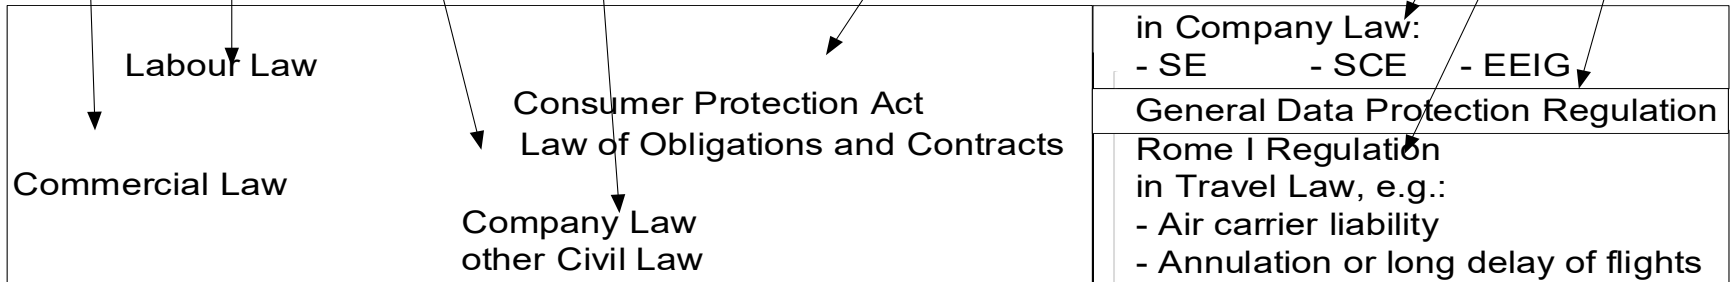 Labour Law
Consumer Protection Act
Law of Obligations and Contracts
Commercial Law
Company Law
other Civil Law
in Company Law:
- SE - SCE - EEIG
General Data Protection Regulation
Rome I Regulation
in Travel Law, e.g.:
- Air carrier liability
- Annulation or long delay of flights